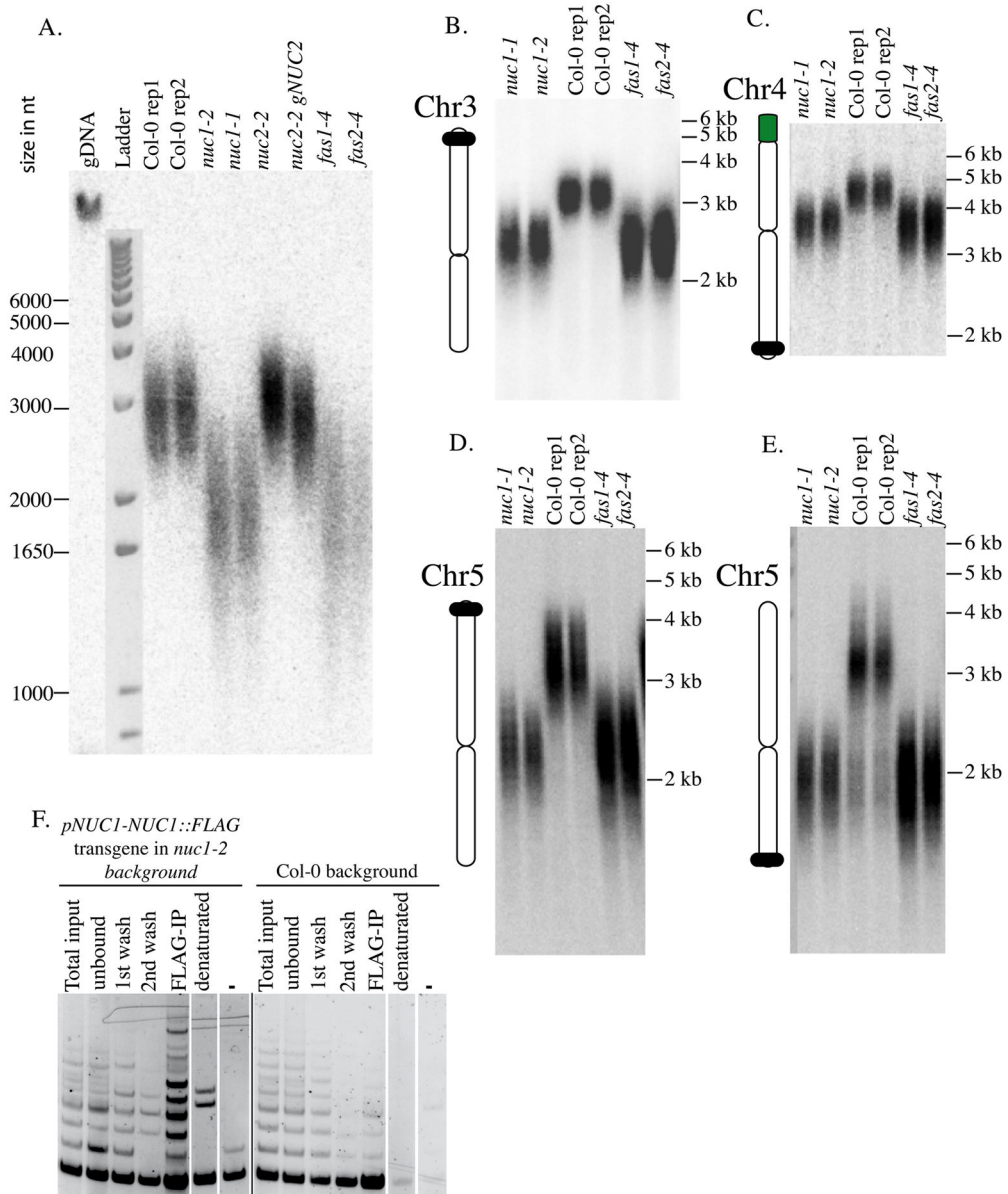 A.
size in nt
gDNA
Ladder
Col-0 rep1
Col-0 rep2
nuc1-2
nuc1-1
nuc2-2
nuc2-2 gNUC2
fas1-4
fas2-4
6000
5000
4000
3000
2000
1650
1000
B.
nuc1-1
nuc1-2
Col-0 rep1
Col-0 rep2
fas1-4
fas2-4
Chr3
6 kb
5 kb
4 kb
3 kb
2 kb
C.
nuc1-1
nuc1-2
Col-0 rep1
Col-0 rep2
fas1-4
fas2-4
Chr4
6 kb
5 kb
4 kb
3 kb
2 kb
D.
nuc1-1
nuc1-2
Col-0 rep1
Col-0 rep2
fas1-4
fas2-4
Chr5
6 kb
5 kb
4 kb
3 kb
2 kb
E.
nuc1-1
nuc1-2
Col-0 rep1
Col-0 rep2
fas1-4
fas2-4
Chr5
6 kb
5 kb
4 kb
3 kb
2 kb
F.
pNUC1-NUC1::FLAG
transgene in nuc1-2
background
Total input
unbound
1st wash
2nd wash
FLAG-IP
denaturated
-
Col-0 background
Total input
unbound
1st wash
2nd wash
FLAG-IP
denaturated
-